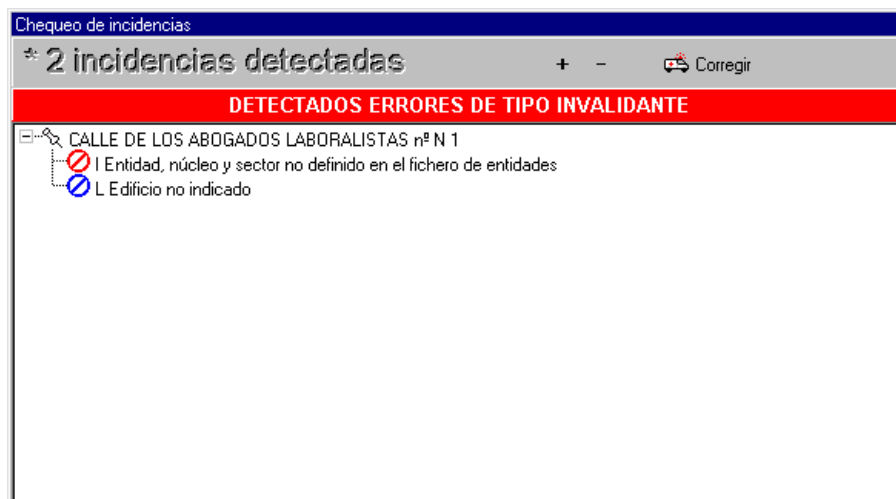 Chequeo de incidencias
* 2 incidencias detectadas + - Corregir
DETECTADOS ERRORES DE TIPO INVALIDANTE
CALLE DE LOS ABOGADOS LABORALISTAS nº N 1
I Entidad, núcleo y sector no definido en el fichero de entidades
L Edificio no indicado